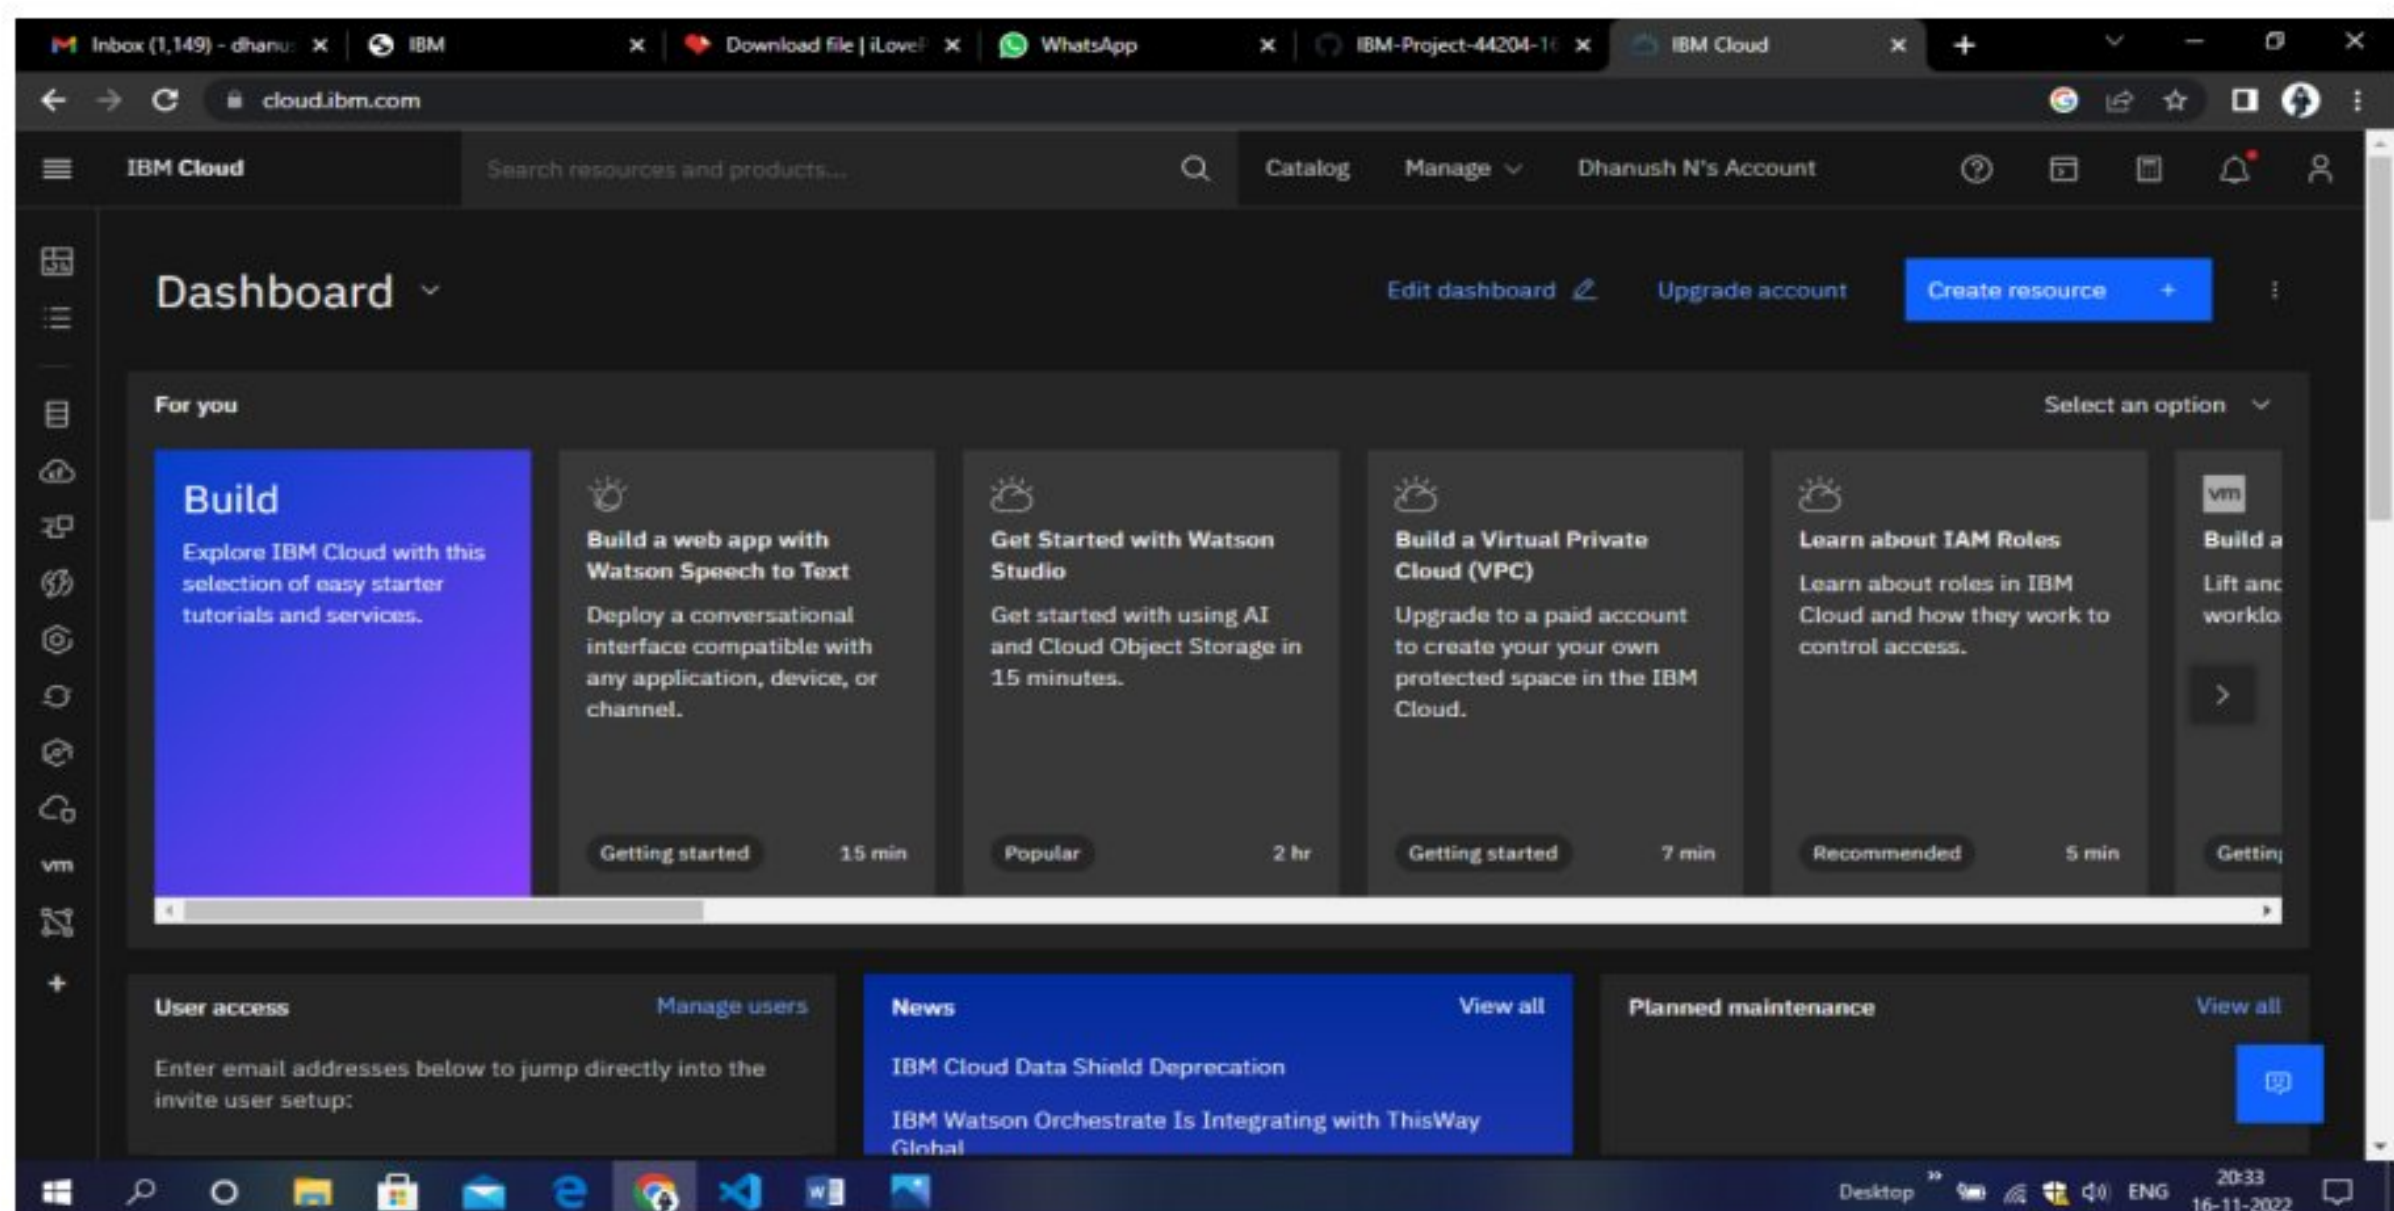 Inbox (1,149) - dhanu
IBM
Download file | iLoveP
WhatsApp
IBM-Project-44204-16
IBM Cloud
cloud.ibm.com
IBM Cloud
Search resources and products...
Catalog
Manage
Dhanush N's Account
Dashboard
Edit dashboard
Upgrade account
Create resource +
For you
Select an option
Build
Explore IBM Cloud with this
selection of easy starter
tutorials and services.
Build a web app with
Watson Speech to Text
Deploy a conversational
interface compatible with
any application, device, or
channel.
Getting started
15 min
Get Started with Watson
Studio
Get started with using AI
and Cloud Object Storage in
15 minutes.
Popular
2 hr
Build a Virtual Private
Cloud (VPC)
Upgrade to a paid account
to create your your own
protected space in the IBM
Cloud.
Getting started
7 min
Learn about IAM Roles
Learn about roles in IBM
Cloud and how they work to
control access.
Recommended
5 min
vm
Build a
Lift and
worklo
Getting
vm
User access
Manage users
Enter email addresses below to jump directly into the
invite user setup:
News
View all
IBM Cloud Data Shield Deprecation
IBM Watson Orchestrate Is Integrating with ThisWay
Global
Planned maintenance
View all
Desktop
ENG
20:33
16-11-2022